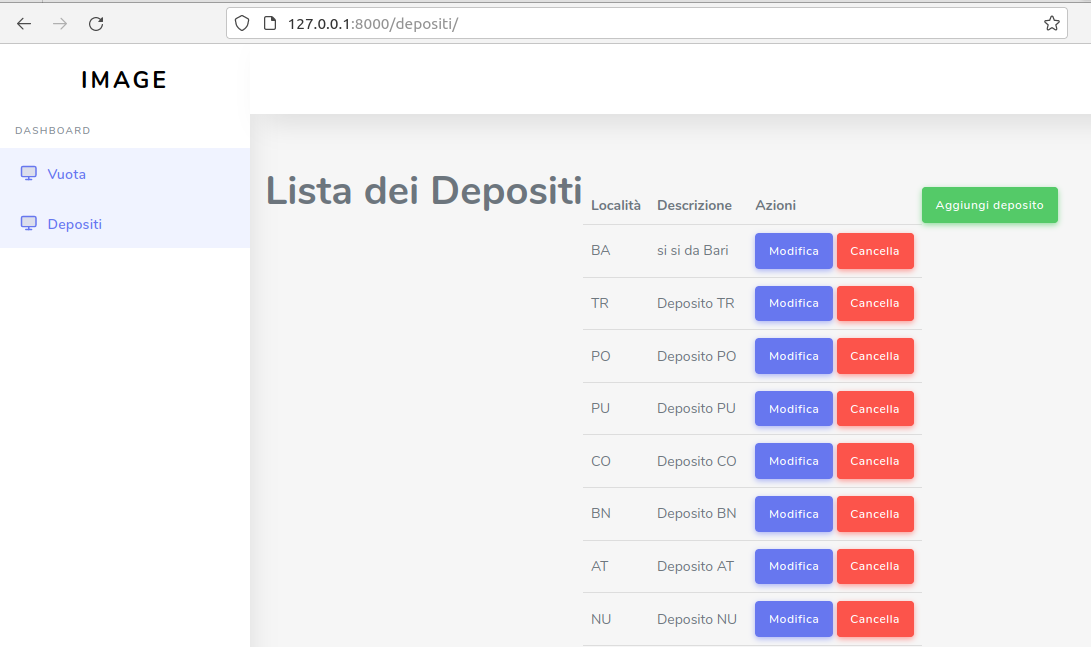 127.0.0.1:8000/depositi/
IMAGE
DASHBOARD
Vuota
Depositi
Lista dei Depositi
Località Descrizione Azioni
Aggiungi deposito
BA si si da Bari Modifica Cancella
TR Deposito TR Modifica Cancella
PO Deposito PO Modifica Cancella
PU Deposito PU Modifica Cancella
CO Deposito CO Modifica Cancella
BN Deposito BN Modifica Cancella
AT Deposito AT Modifica Cancella
NU Deposito NU Modifica Cancella